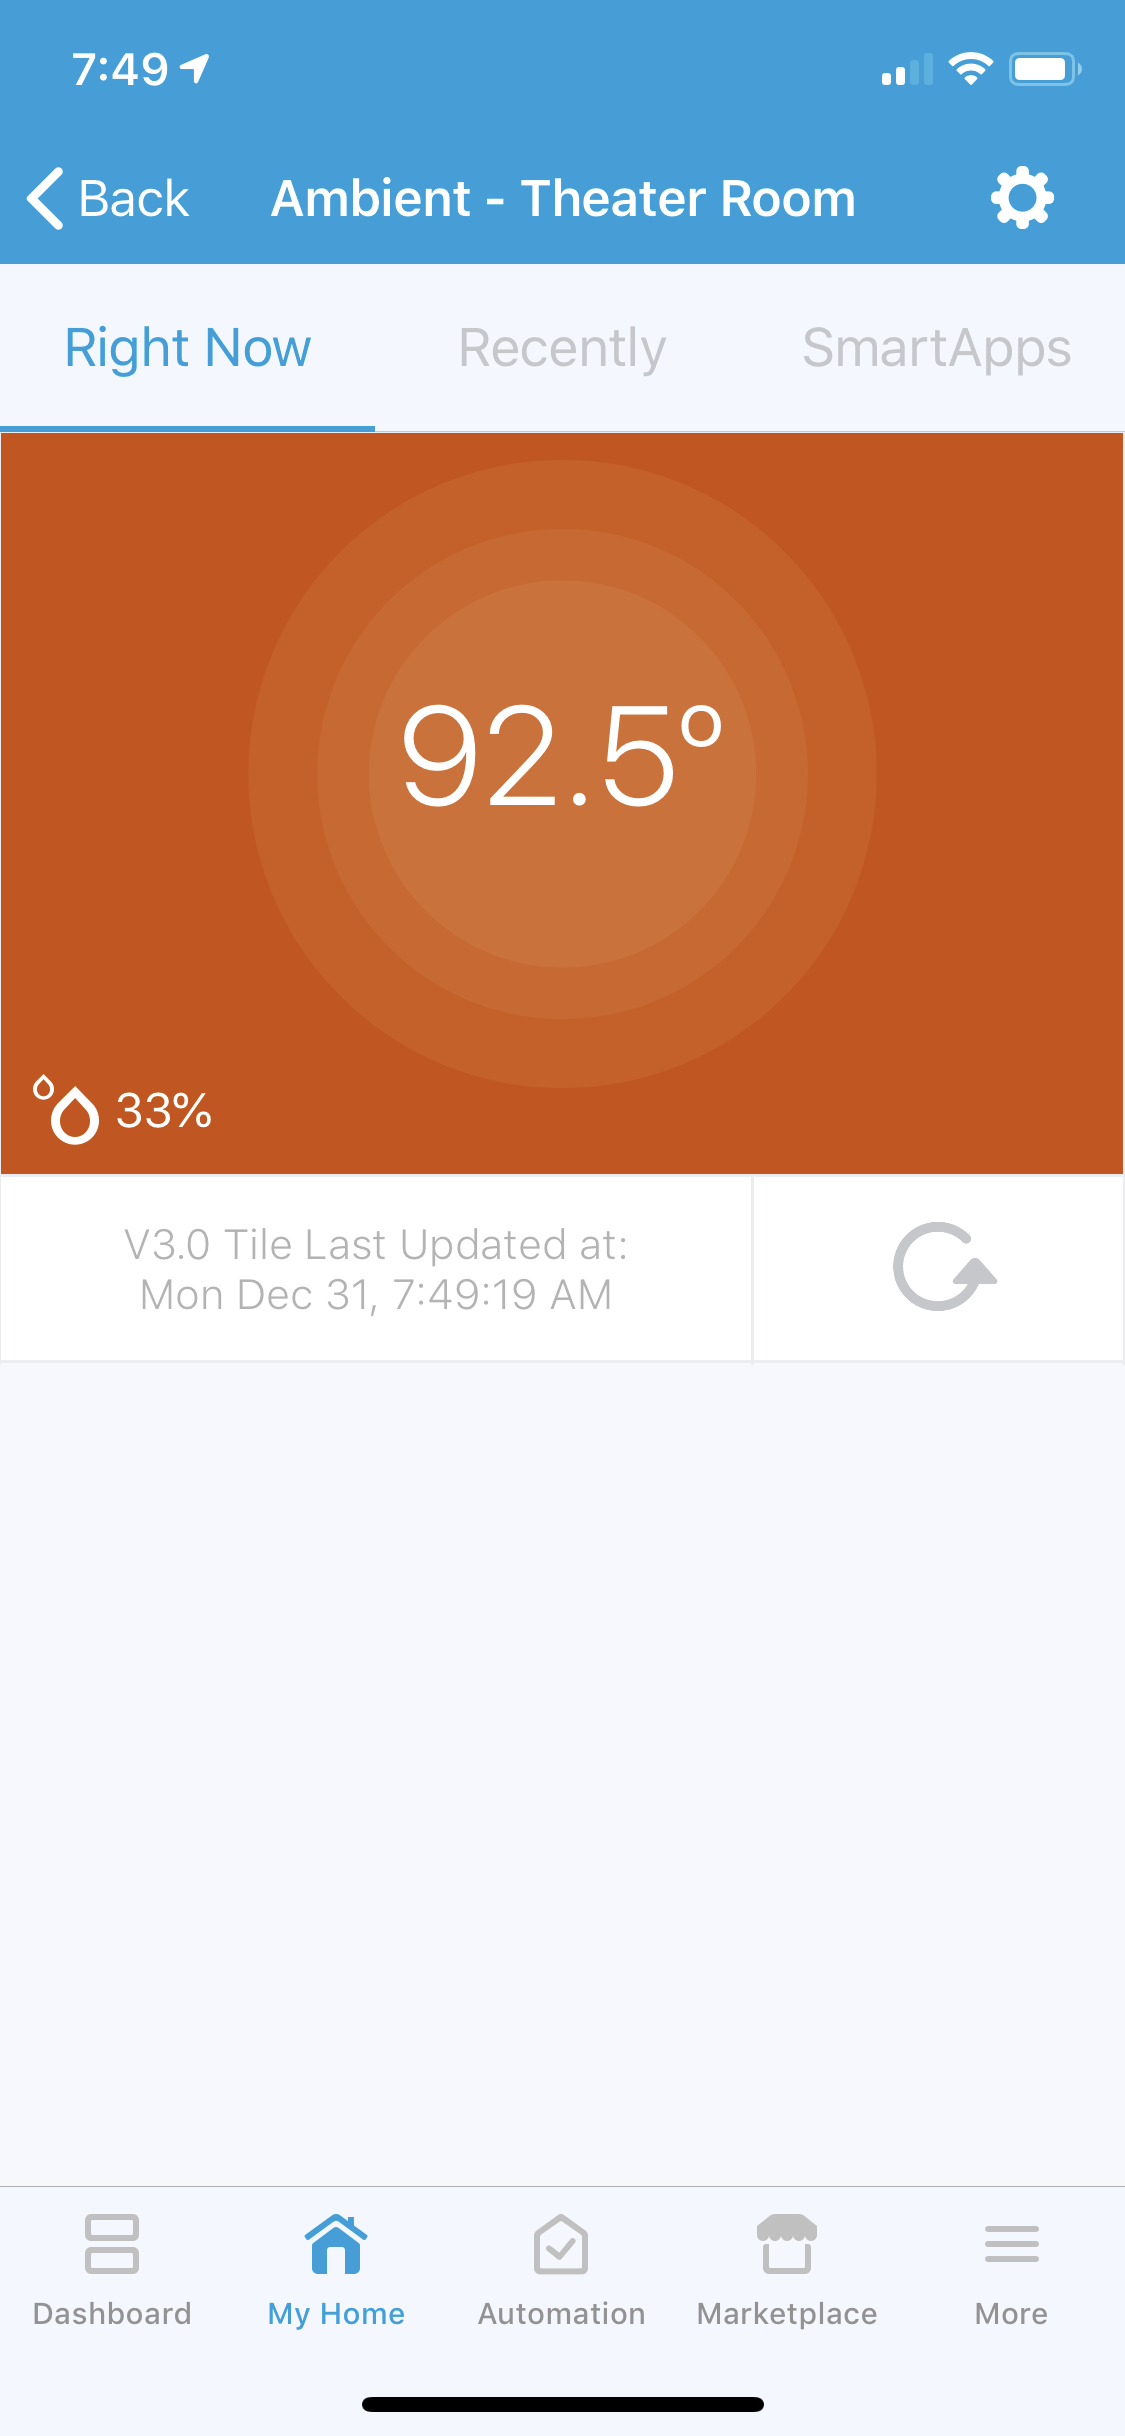 7:49
Back
Ambient - Theater Room
Right Now
Recently
SmartApps
92.5°
33%
V3.0 Tile Last Updated at:
Mon Dec 31, 7:49:19 AM
Dashboard
My Home
Automation
Marketplace
More